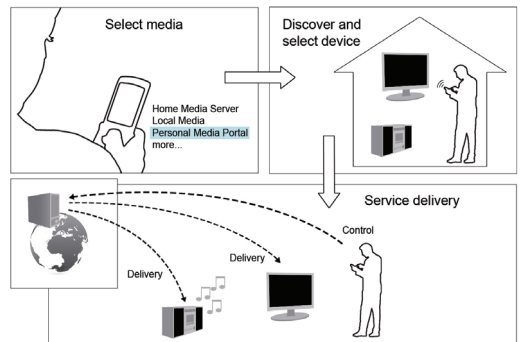 Select media
Home Media Server
Local Media
Personal Media Portal
more...
Discover and
select device
Service delivery
Control
Delivery
Delivery